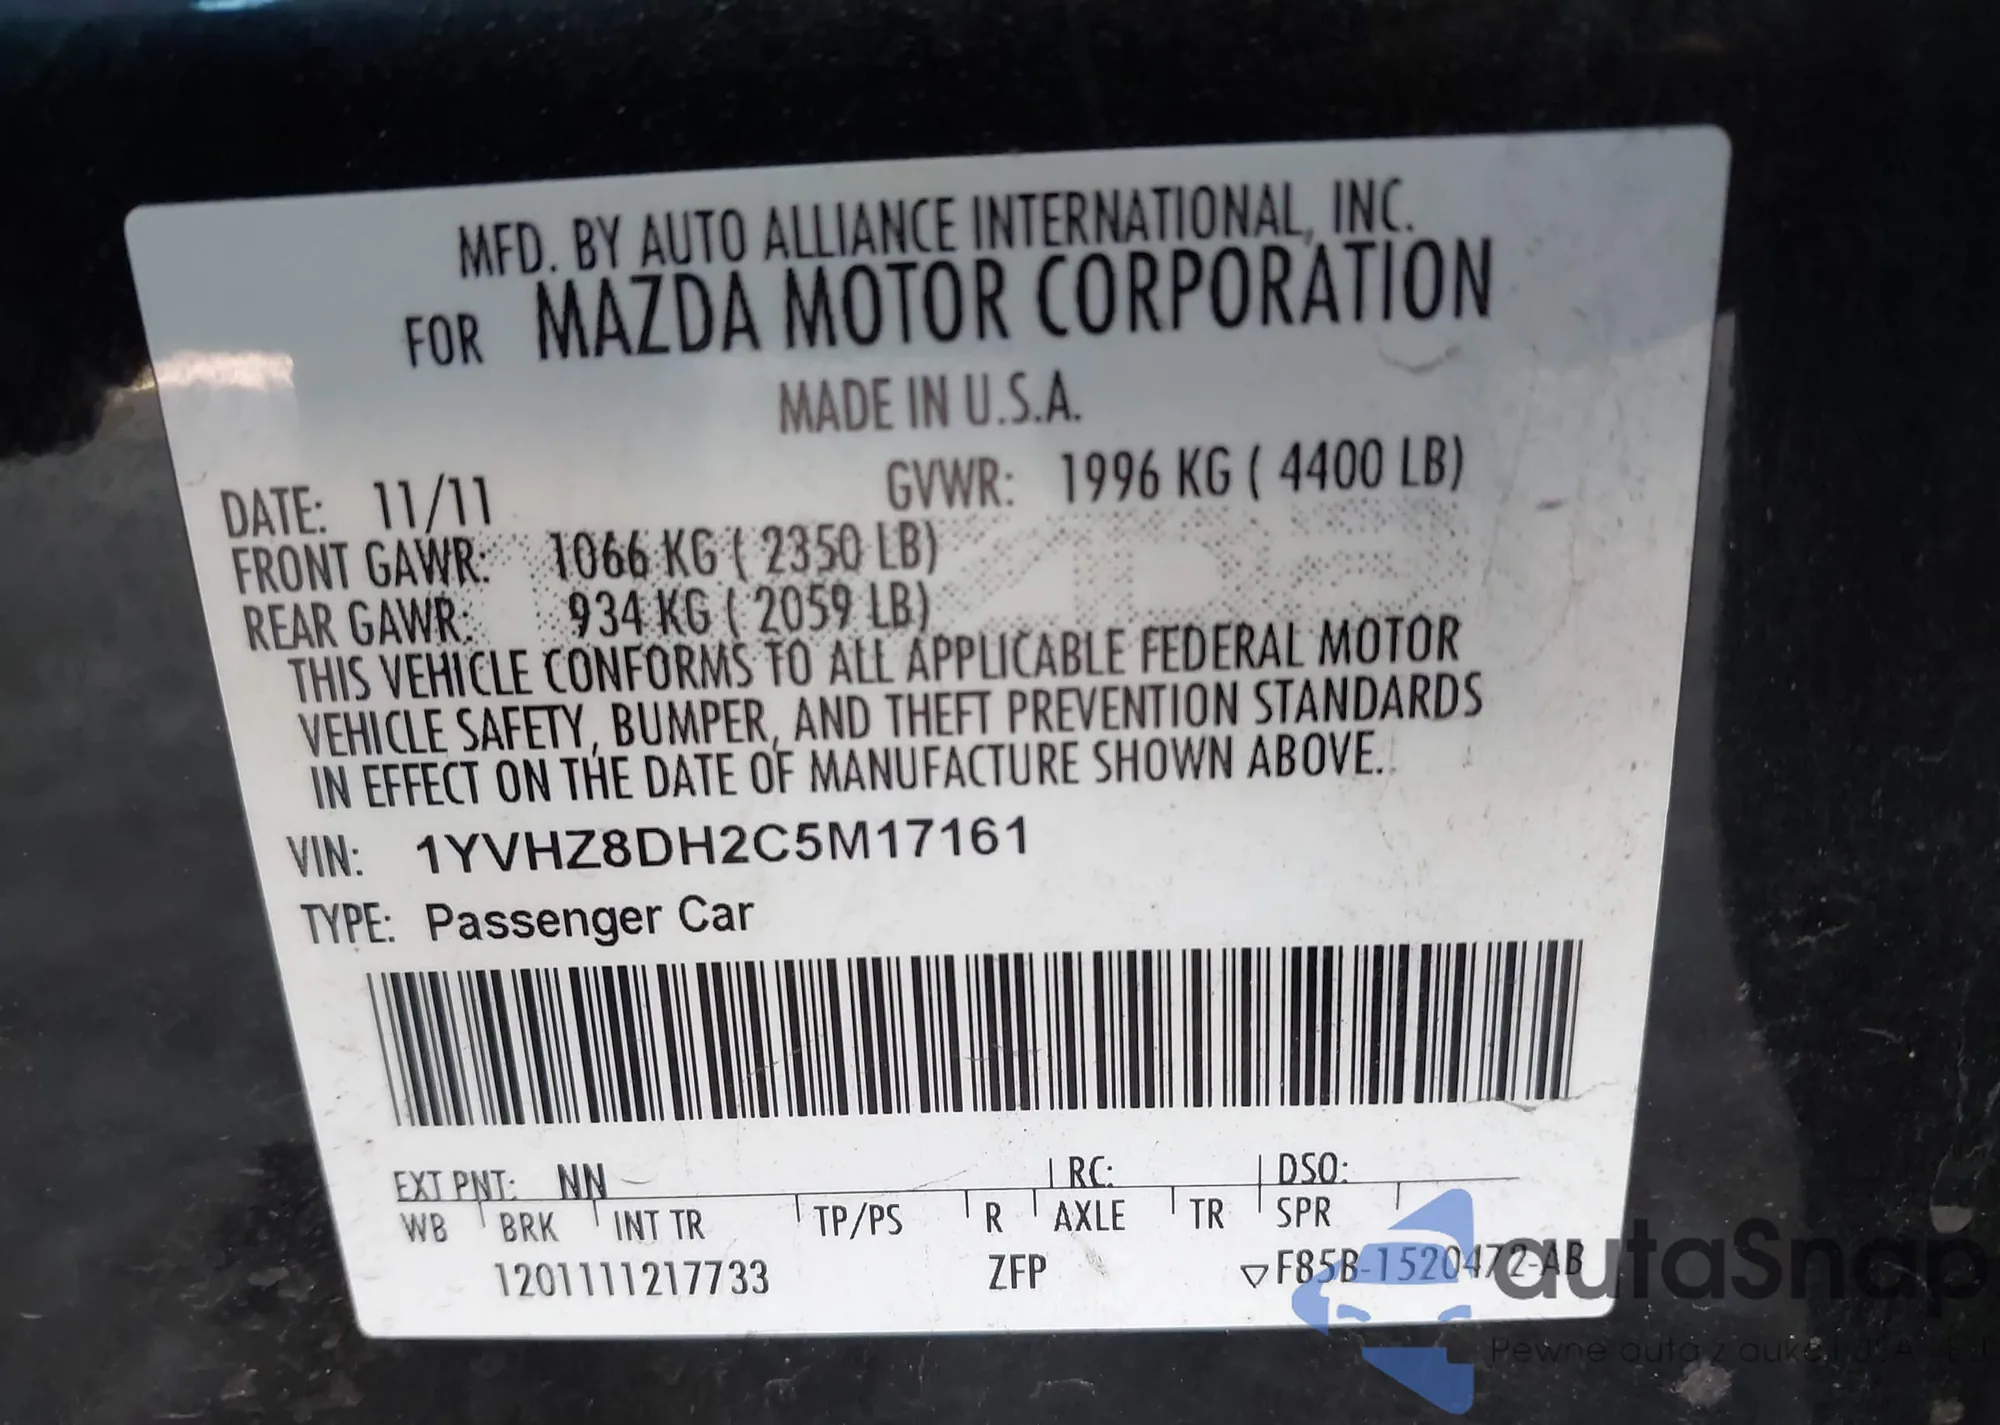 MFD. BY AUTO ALLIANCE INTERNATIONAL, INC.
FOR MAZDA MOTOR CORPORATION
MADE IN U.S.A.
DATE: 11/11 GVWR: 1996 KG ( 4400 LB)
FRONT GAWR: 1066 KG ( 2350 LB)
REAR GAWR: 934 KG ( 2059 LB)
THIS VEHICLE CONFORMS TO ALL APPLICABLE FEDERAL MOTOR
VEHICLE SAFETY, BUMPER, AND THEFT PREVENTION STANDARDS
IN EFFECT ON THE DATE OF MANUFACTURE SHOWN ABOVE.
VIN: 1YVHZ8DH2C5M17161
TYPE: Passenger Car
EXT PNT: NN RC: DSO:
WB BRK INT TR TP/PS R AXLE TR SPR
1201111217733 ZFP ▽F85B-1520472-AB
autaSnap
Pewne auta z aukcji USA